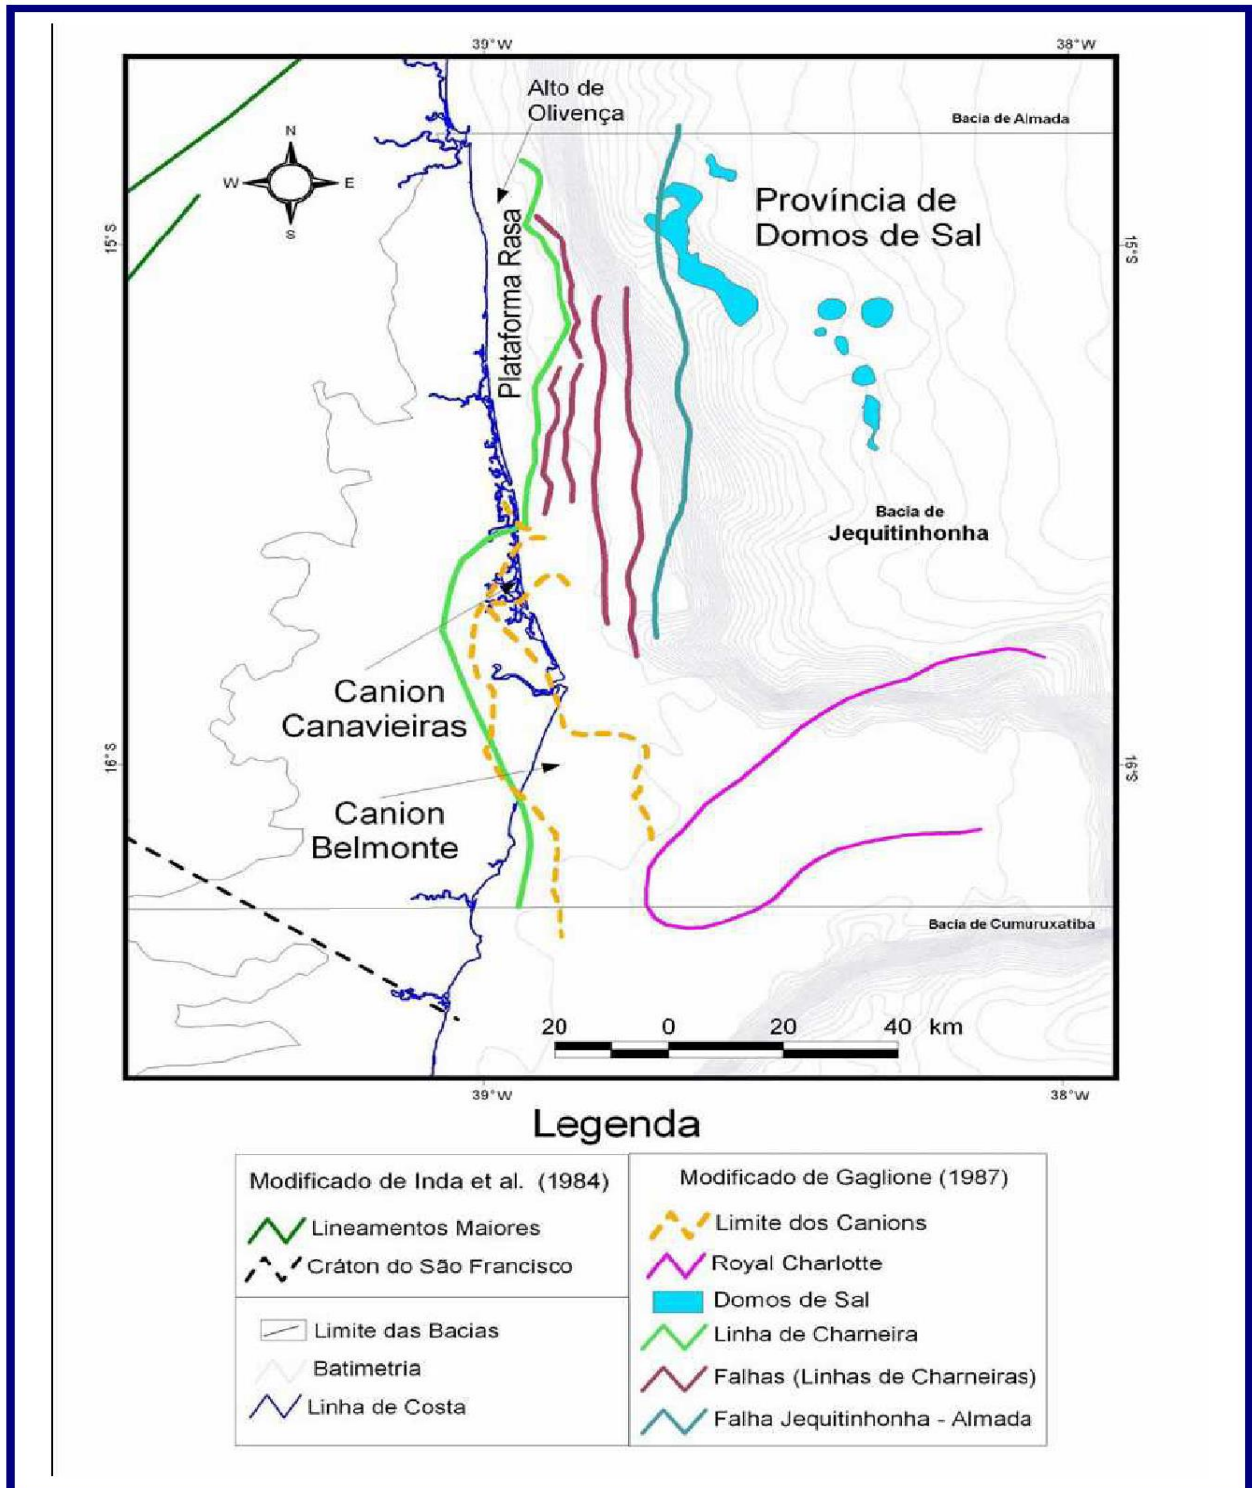 39°W
38°W
Alto de
Olivença
Bacia de Almada
N
W
E
S
Província de
Domos de Sal
15°S
15°S
Plataforma Rasa
Bacia de
Jequitinhonha
Canion
Canavieiras
16°S
16°S
Canion
Belmonte
Bacia de Cumuruxatiba
20 0 20 40 km
39°W
38°W
Legenda
Modificado de Inda et al. (1984)
Lineamentos Maiores
Cráton do São Francisco
Limite das Bacias
Batimetria
Linha de Costa
Modificado de Gaglione (1987)
Limite dos Canions
Royal Charlotte
Domos de Sal
Linha de Charneira
Falhas (Linhas de Charneiras)
Falha Jequitinhonha - Almada